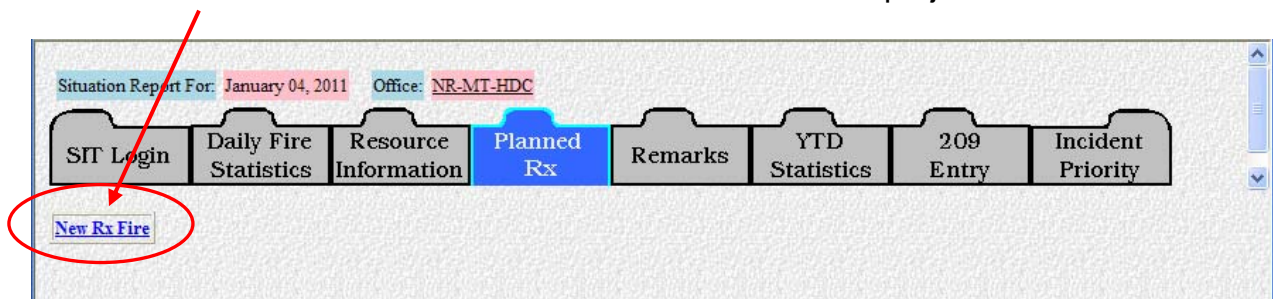 Situation Report For: January 04, 2011 Office: NR-MT-HDC
SIT Login
Daily Fire
Statistics
Resource
Information
Planned
Rx
Remarks
YTD
Statistics
209
Entry
Incident
Priority
New Rx Fire